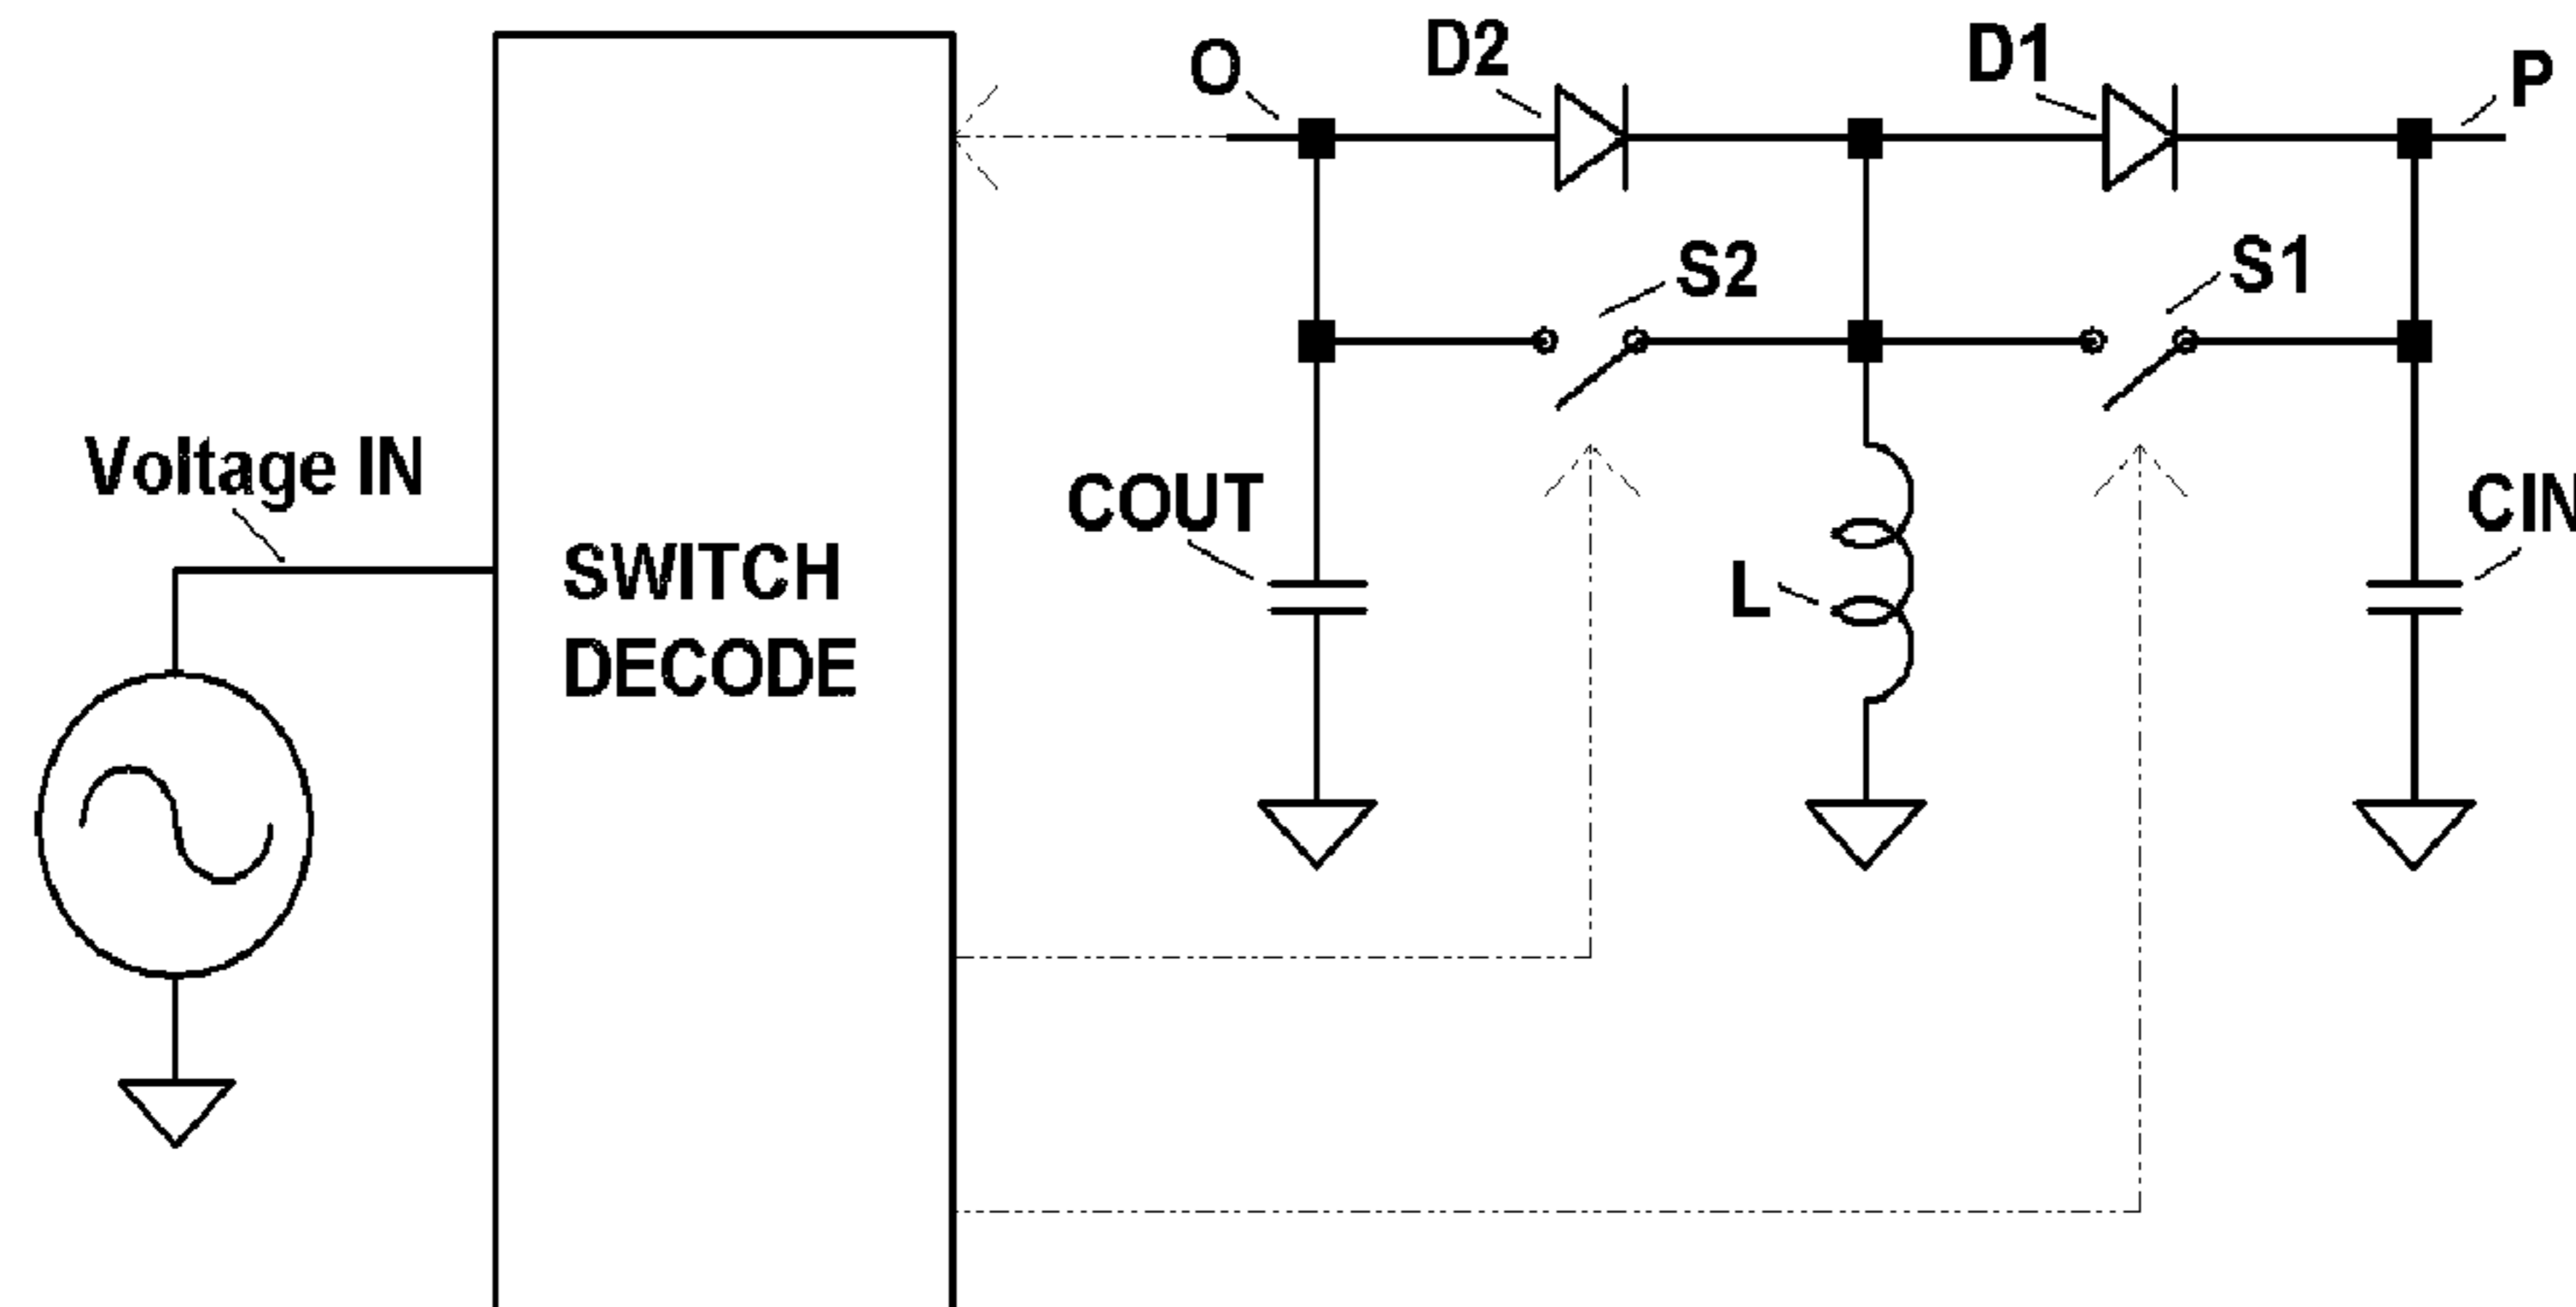 O
D2
D1
P
S2
S1
Voltage IN
COUT
CIN
SWITCH
DECODE
L